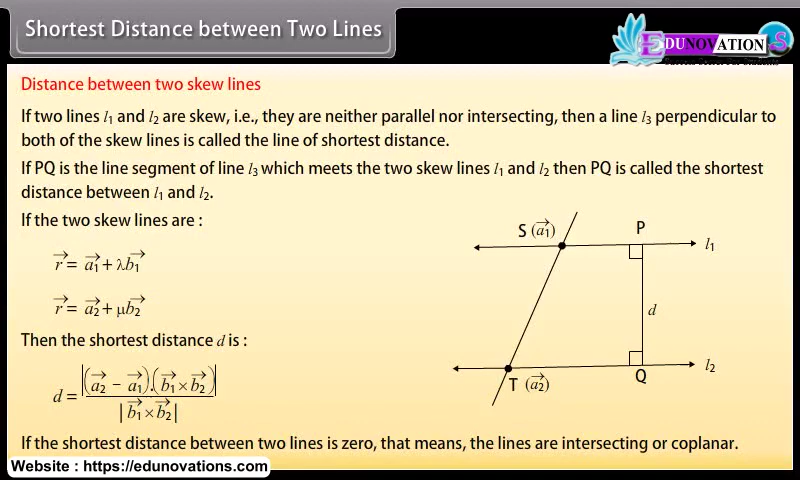 Shortest Distance between Two Lines
EDUNOVATION S
Distance between two skew lines
If two lines l₁ and l₂ are skew, i.e., they are neither parallel nor intersecting, then a line l₃ perpendicular to
both of the skew lines is called the line of shortest distance.
If PQ is the line segment of line l₃ which meets the two skew lines l₁ and l₂ then PQ is called the shortest
distance between l₁ and l₂.
If the two skew lines are :
r⃗ = a⃗₁ + λb⃗₁
r⃗ = a⃗₂ + μb⃗₂
Then the shortest distance d is :
d = |(a⃗₂ − a⃗₁).(b⃗₁ × b⃗₂)| / |b⃗₁ × b⃗₂|
S (a⃗₁)
P
l₁
d
l₂
T (a⃗₂)
Q
If the shortest distance between two lines is zero, that means, the lines are intersecting or coplanar.
Website : https://edunovations.com